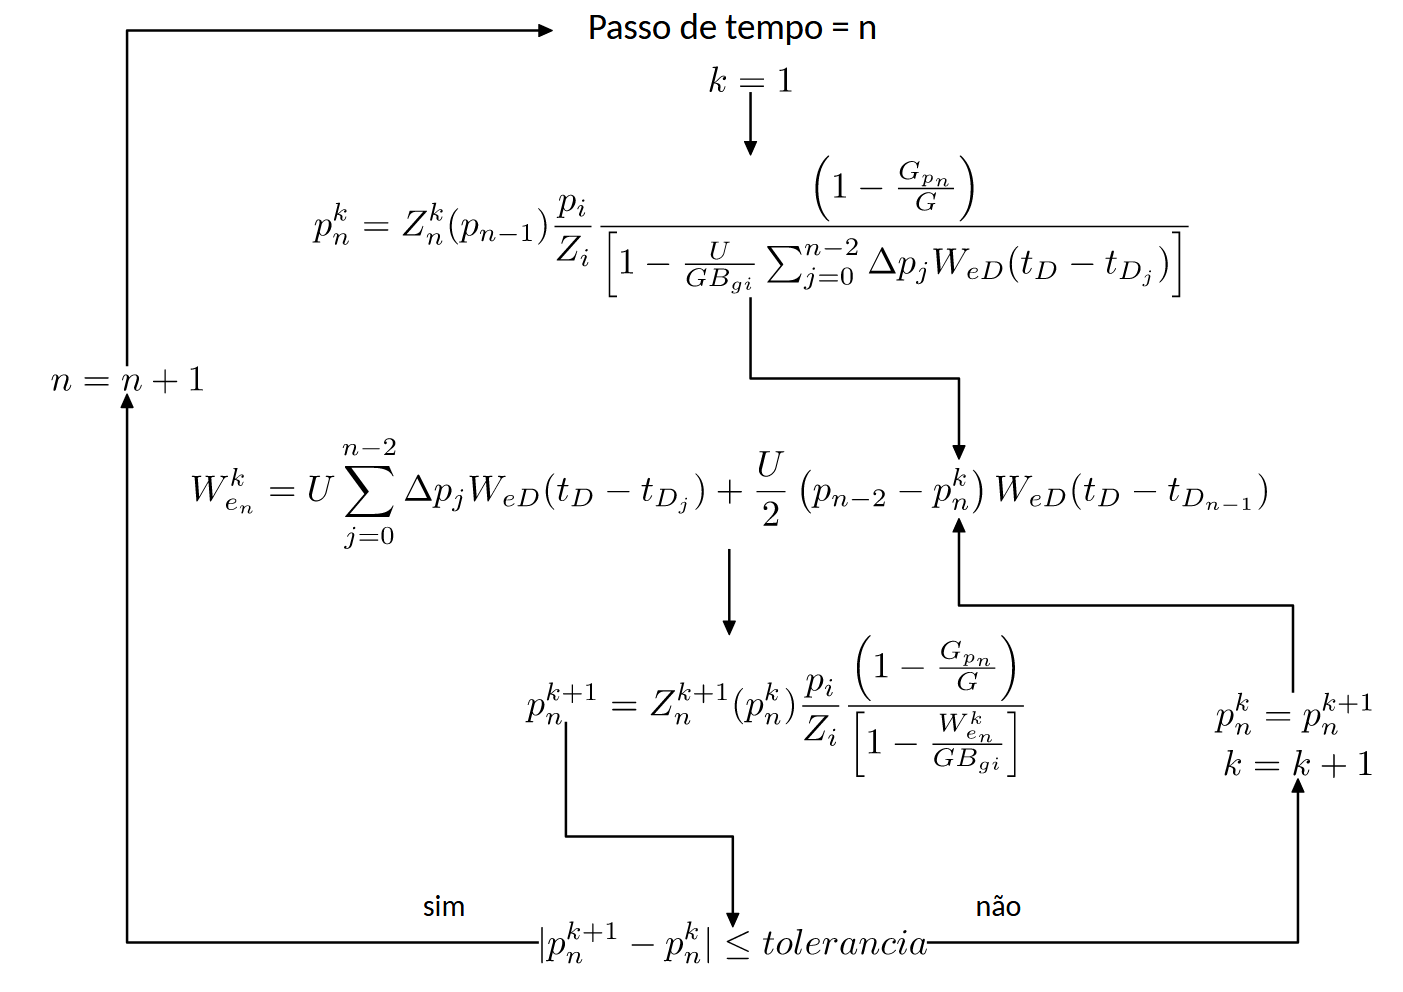 Passo de tempo = n
k = 1
p_n^k = Z_n^k(p_{n-1}) \frac{p_i}{Z_i} \frac{\left(1 - \frac{G_{p_n}}{G}\right)}{\left[1 - \frac{U}{GB_{gi}} \sum_{j=0}^{n-2} \Delta p_j W_{eD}(t_D - t_{D_j})\right]}
n = n + 1
W_{e_n}^k = U \sum_{j=0}^{n-2} \Delta p_j W_{eD}(t_D - t_{D_j}) + \frac{U}{2} \left(p_{n-2} - p_n^k\right) W_{eD}(t_D - t_{D_{n-1}})
p_n^{k+1} = Z_n^{k+1}(p_n^k) \frac{p_i}{Z_i} \frac{\left(1 - \frac{G_{p_n}}{G}\right)}{\left[1 - \frac{W_{e_n}^k}{GB_{gi}}\right]}
p_n^k = p_n^{k+1}
k = k + 1
sim
não
|p_n^{k+1} - p_n^k| ≤ tolerancia